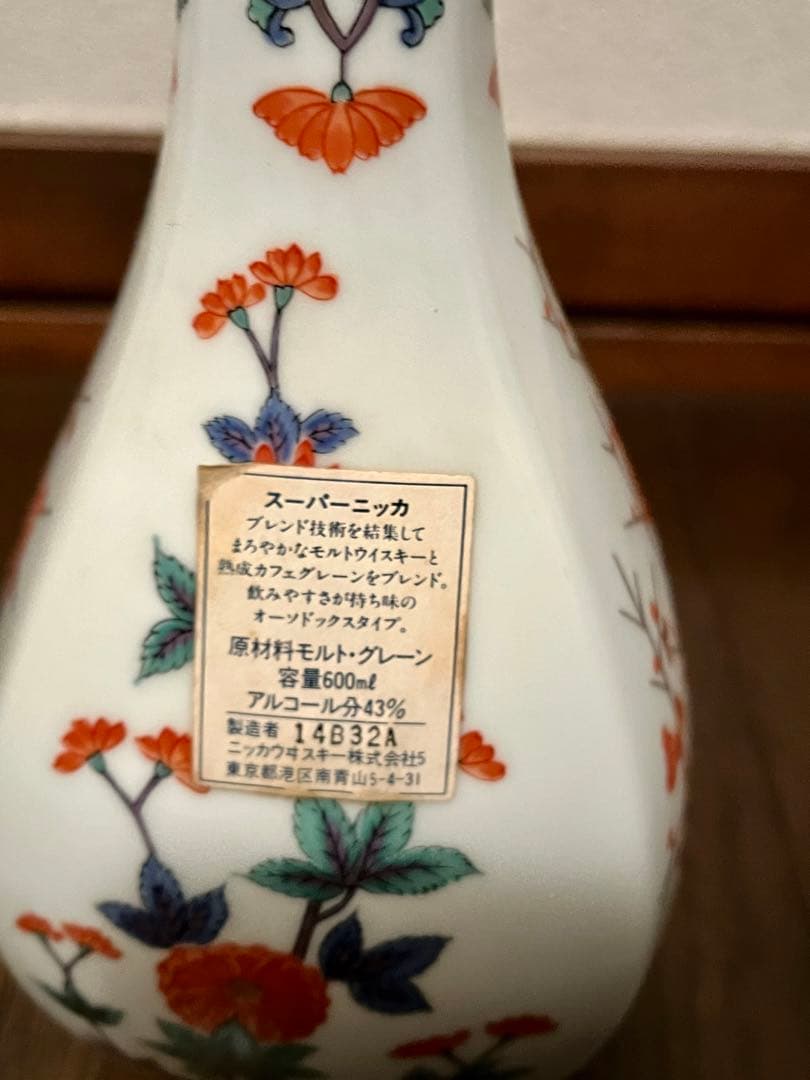 スーパーニッカ
ブレンド技術を結集して
まろやかなモルトウイスキーと
熟成カフェグレーンをブレンド。
飲みやすさが持ち味の
オーソドックスタイプ。
原材料モルト・グレーン
容量600mℓ
アルコール分43%
製造者 14B32A
ニッカウヰスキー株式会社5
東京都港区南青山5-4-31